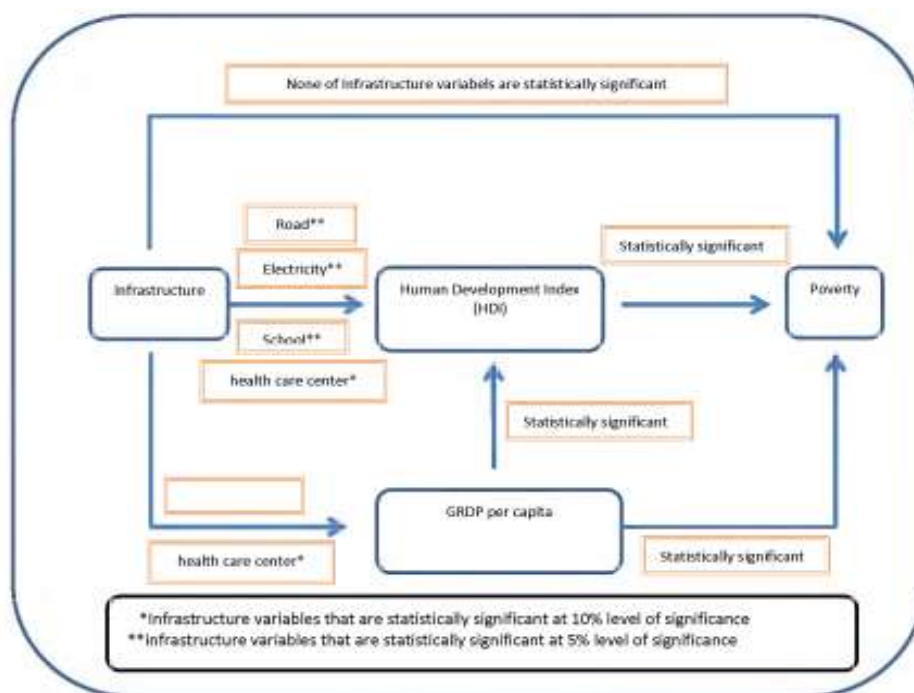 None of Infrastructure variabels are statistically significant
Road**
Electricity**
Statistically significant
Infrastructure
Human Development Index
(HDI)
Poverty
School**
health care center*
Statistically significant
GRDP per capita
health care center*
Statistically significant
*Infrastructure variables that are statistically significant at 10% level of significance
**Infrastructure variables that are statistically significant at 5% level of significance